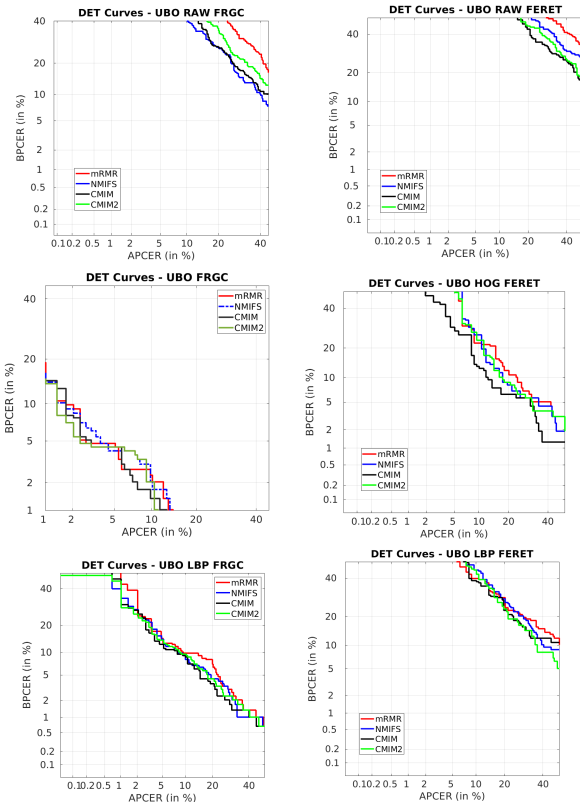 DET Curves - UBO RAW FRGC
40
20
10
5
2
1
0.5
0.1
BPCER (in %)
mRMR
NMIFS
CMIM
CMIM2
0.1 0.2 0.5 1 2 5 10 20 40
APCER (in %)
DET Curves - UBO RAW FERET
40
20
10
5
2
1
0.5
0.1
BPCER (in %)
mRMR
NMIFS
CMIM
CMIM2
0.1 0.2 0.5 1 2 5 10 20 40
APCER (in %)
DET Curves - UBO FRGC
40
20
10
5
2
1
BPCER (in %)
mRMR
NMIFS
CMIM
CMIM2
1 2 5 10 20 40
APCER (in %)
DET Curves - UBO HOG FERET
40
20
10
5
2
1
0.5
0.1
BPCER (in %)
mRMR
NMIFS
CMIM
CMIM2
0.1 0.2 0.5 1 2 5 10 20 40
APCER (in %)
DET Curves - UBO LBP FRGC
40
20
10
5
2
1
0.5
0.1
BPCER (in %)
mRMR
NMIFS
CMIM
CMIM2
0.1 0.2 0.5 1 2 5 10 20 40
APCER (in %)
DET Curves - UBO LBP FERET
40
20
10
5
2
1
0.5
0.1
BPCER (in %)
mRMR
NMIFS
CMIM
CMIM2
0.1 0.2 0.5 1 2 5 10 20 40
APCER (in %)